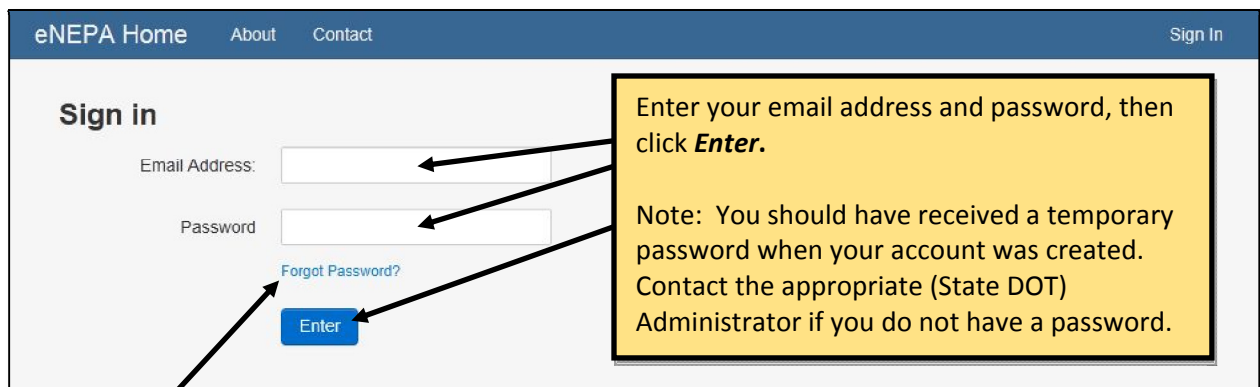 eNEPA Home About Contact Sign In
Sign in
Email Address:
Password
Forgot Password?
Enter
Enter your email address and password, then
click Enter.
Note: You should have received a temporary
password when your account was created.
Contact the appropriate (State DOT)
Administrator if you do not have a password.